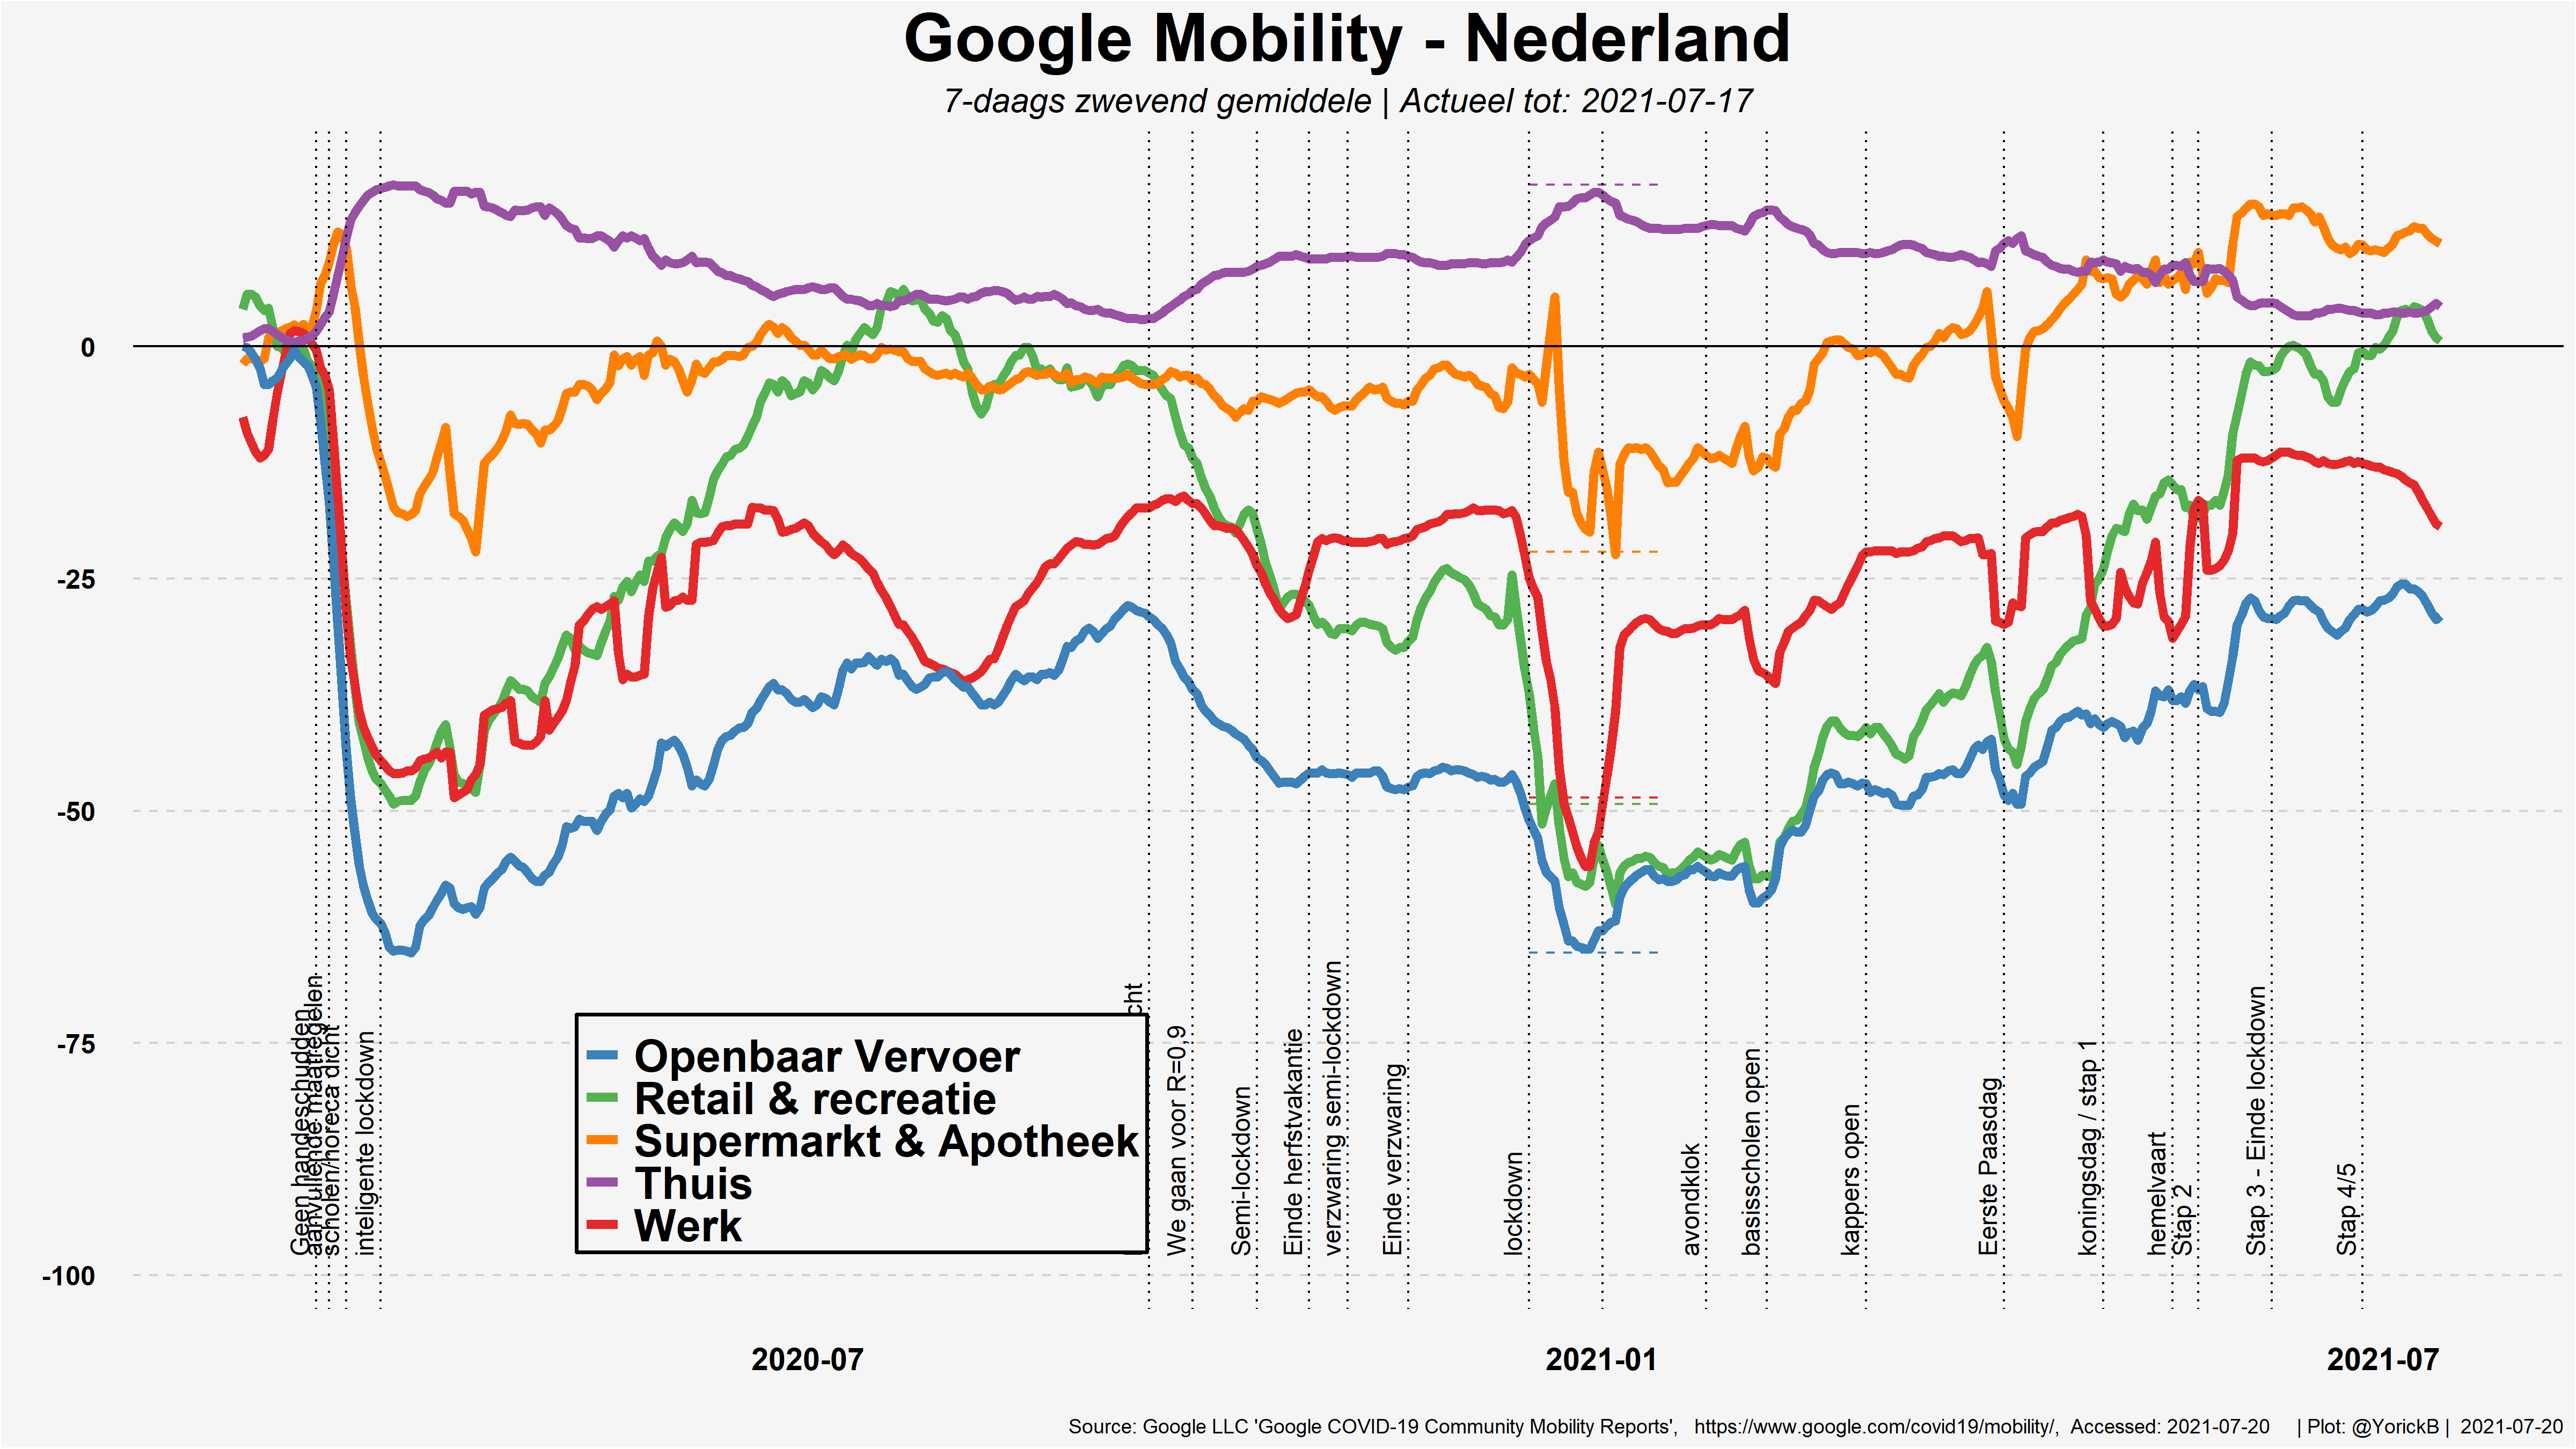 Google Mobility - Nederland
7-daags zwevend gemiddele | Actueel tot: 2021-07-17
0
-25
-50
-75
-100
Geen handeschudden
aanvullende maatregelen
scholen/horeca dicht
inteligente lockdown
cht
We gaan voor R=0,9
Semi-lockdown
Einde herfstvakantie
verzwaring semi-lockdown
Einde verzwaring
lockdown
avondklok
basisscholen open
kappers open
Eerste Paasdag
koningsdag / stap 1
hemelvaart
Stap 2
Stap 3 - Einde lockdown
Stap 4/5
Openbaar Vervoer
Retail & recreatie
Supermarkt & Apotheek
Thuis
Werk
2020-07
2021-01
2021-07
Source: Google LLC 'Google COVID-19 Community Mobility Reports', https://www.google.com/covid19/mobility/, Accessed: 2021-07-20 | Plot: @YorickB | 2021-07-20